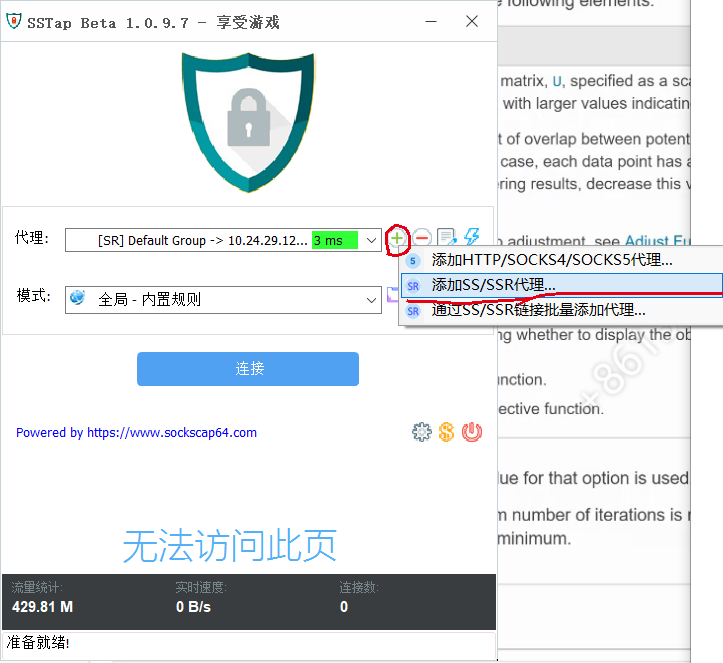 SSTap Beta 1.0.9.7 - 享受游戏
e following elements:
matrix, U, specified as a sca
with larger values indicatin
t of overlap between potent
case, each data point has a
ring results, decrease this v
代理:
[SR] Default Group -> 10.24.29.12... 3 ms
adjustment, see Adjust Fu
S 添加HTTP/SOCKS4/SOCKS5代理...
SR 添加SS/SSR代理...
SR 通过SS/SSR链接批量添加代理...
模式:
全局 - 内置规则
ng whether to display the ob
连接
nction.
ective function.
+861
Powered by https://www.sockscap64.com
ue for that option is used
m number of iterations is r
minimum.
无法访问此页
流量统计: 实时速度: 连接数:
429.81 M 0 B/s 0
准备就绪!